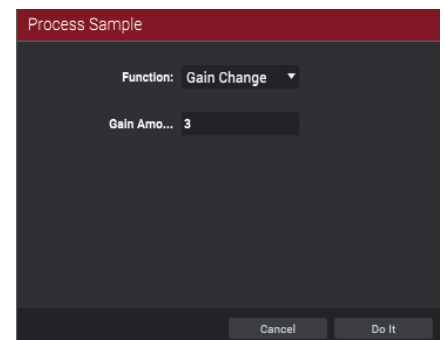 Process Sample
Function: Gain Change
Gain Amo... 3
Cancel Do It